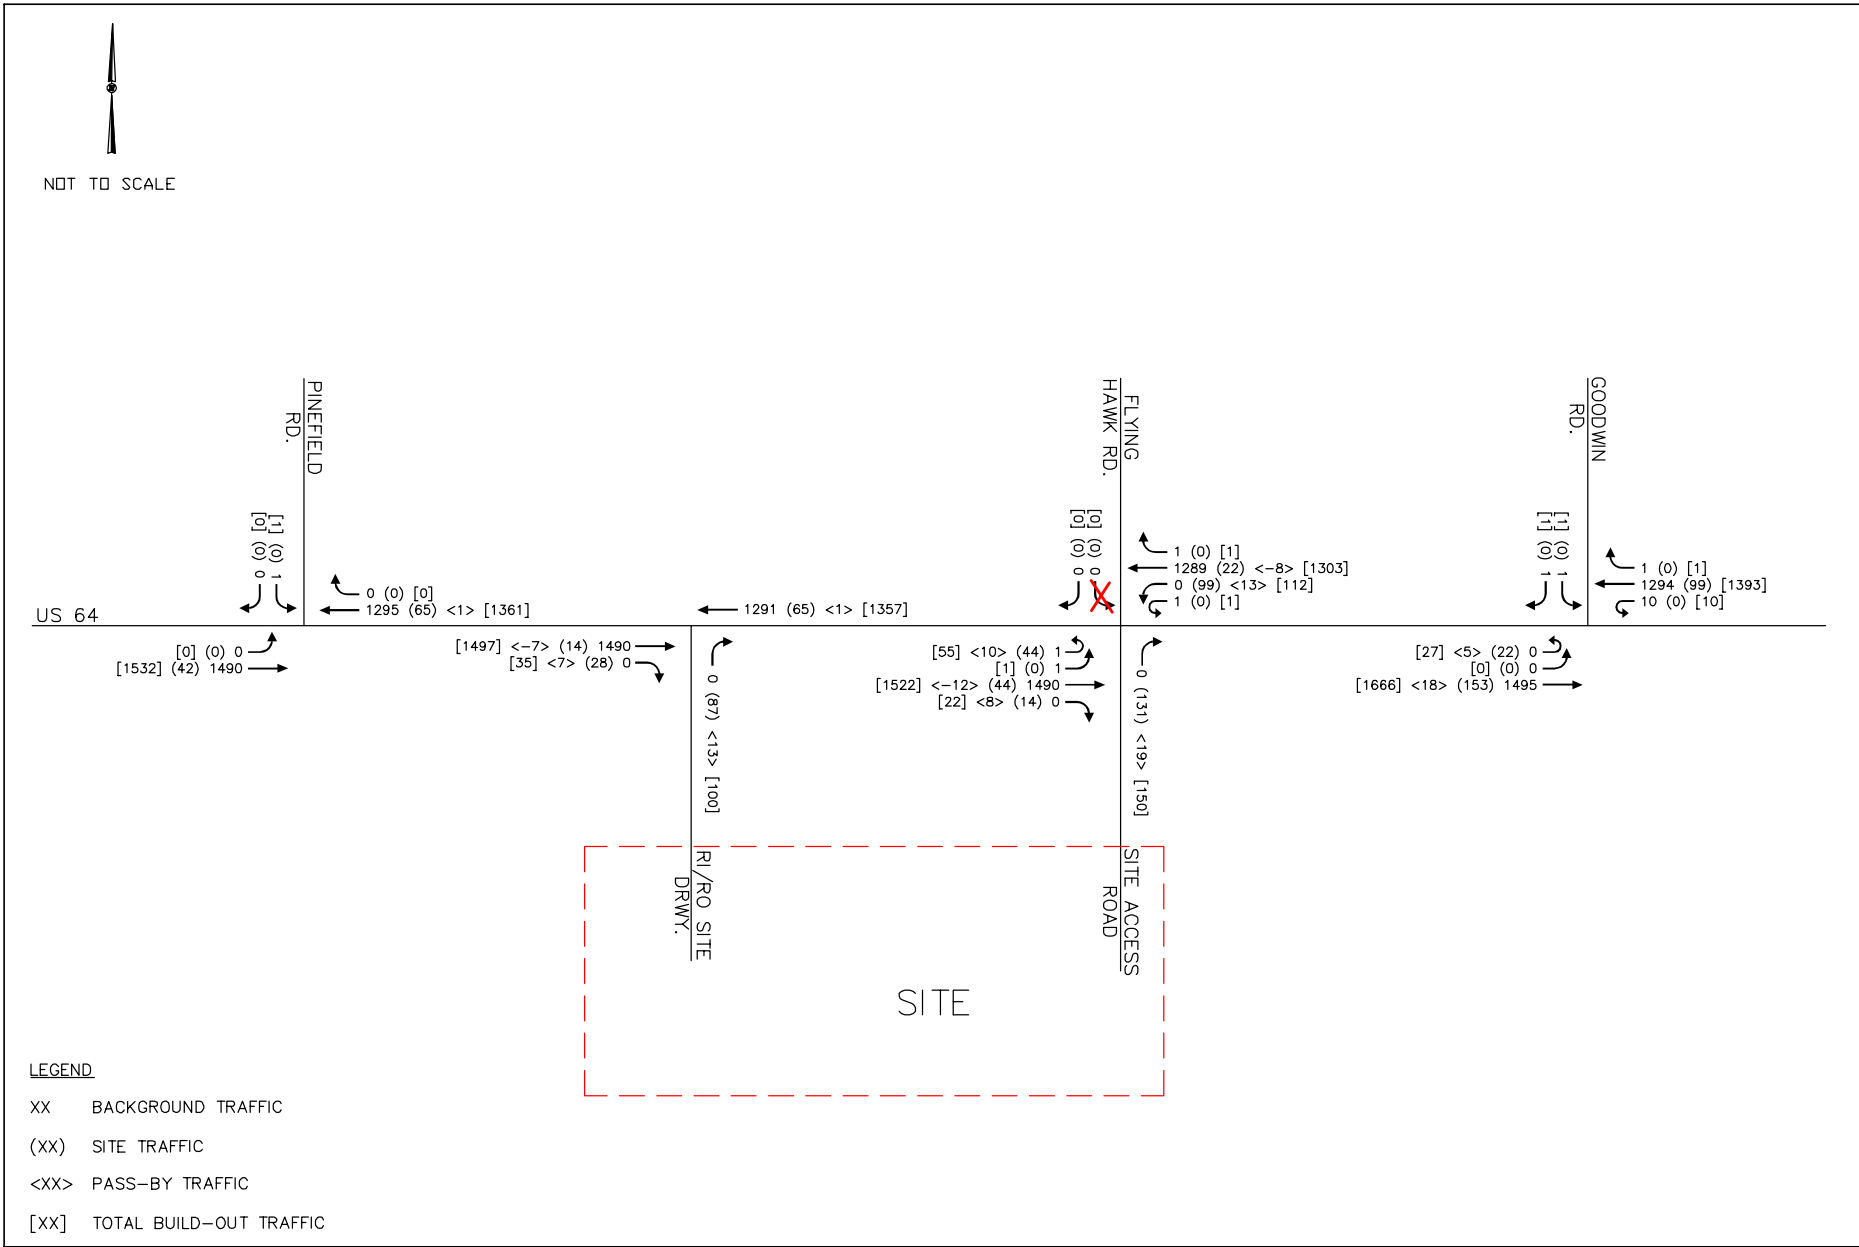 NOT TO SCALE
PINEFIELD
RD.
FLYING
HAWK RD.
GOODWIN
RD.
[1] (0) 1
[0] (0) 0
[0] (0) 0
[0] (0) 0
[1] (0) 1
[1] (0) 1
US 64
0 (0) [0]
1295 (65) <1> [1361]
1291 (65) <1> [1357]
1 (0) [1]
1289 (22) <-8> [1303]
0 (99) <13> [112]
1 (0) [1]
1 (0) [1]
1294 (99) [1393]
10 (0) [10]
[0] (0) 0
[1532] (42) 1490
[1497] <-7> (14) 1490
[35] <7> (28) 0
0 (87) <13> [100]
[55] <10> (44) 1
[1] (0) 1
[1522] <-12> (44) 1490
[22] <8> (14) 0
0 (131) <19> [150]
[27] <5> (22) 0
[0] (0) 0
[1666] <18> (153) 1495
RI/RO SITE
DRWY.
SITE ACCESS
ROAD
SITE
LEGEND
XX BACKGROUND TRAFFIC
(XX) SITE TRAFFIC
<XX> PASS-BY TRAFFIC
[XX] TOTAL BUILD-OUT TRAFFIC